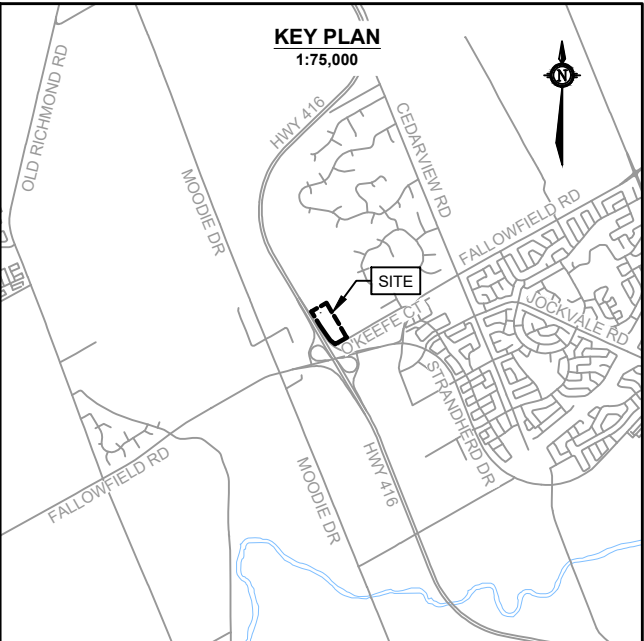 KEY PLAN
1:75,000
N
OLD RICHMOND RD
HWY 416
CEDARVIEW RD
MOODIE DR
FALLOWFIELD RD
SITE
JOCKVALE RD
O'KEEFE CT
STRANDHERD DR
FALLOWFIELD RD
MOODIE DR
HWY 416